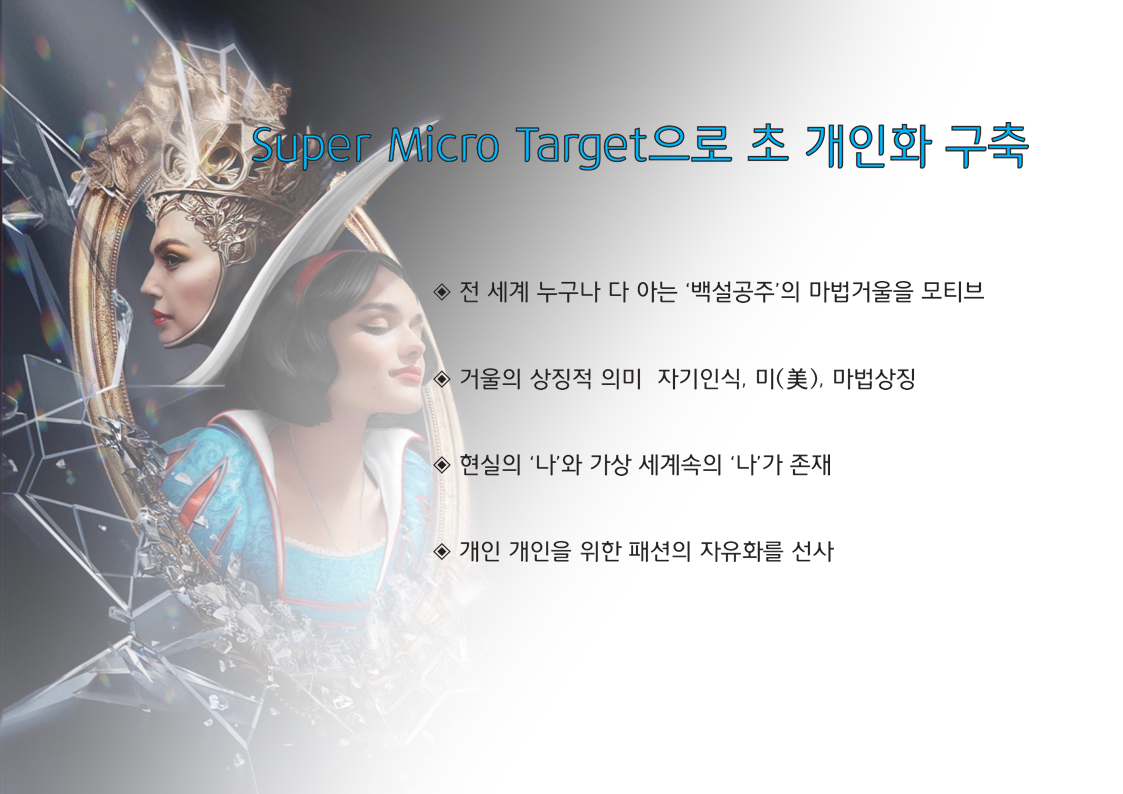 Super Micro Target으로 초 개인화 구축
◈ 전 세계 누구나 다 아는 ‘백설공주’의 마법거울을 모티브
◈ 거울의 상징적 의미  자기인식, 미(美), 마법상징
◈ 현실의 ‘나’와 가상 세계속의 ‘나’가 존재
◈ 개인 개인을 위한 패션의 자유화를 선사